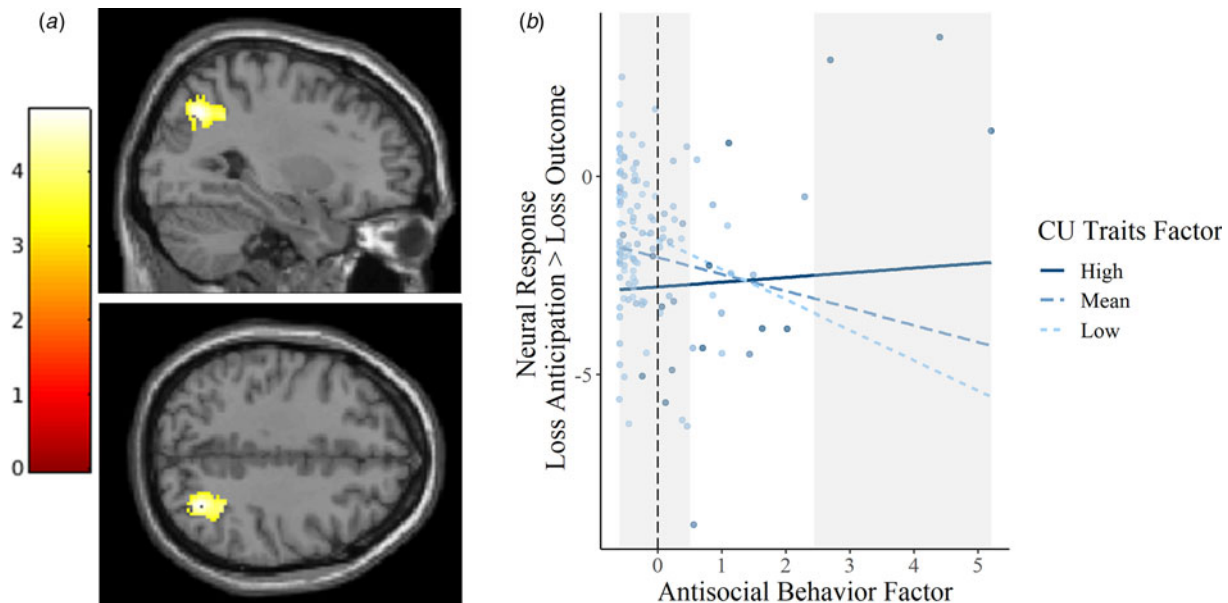 (a)
4
3
2
1
0
(b)
Neural Response
Loss Anticipation > Loss Outcome
0
-5
0 1 2 3 4 5
Antisocial Behavior Factor
CU Traits Factor
High
Mean
Low